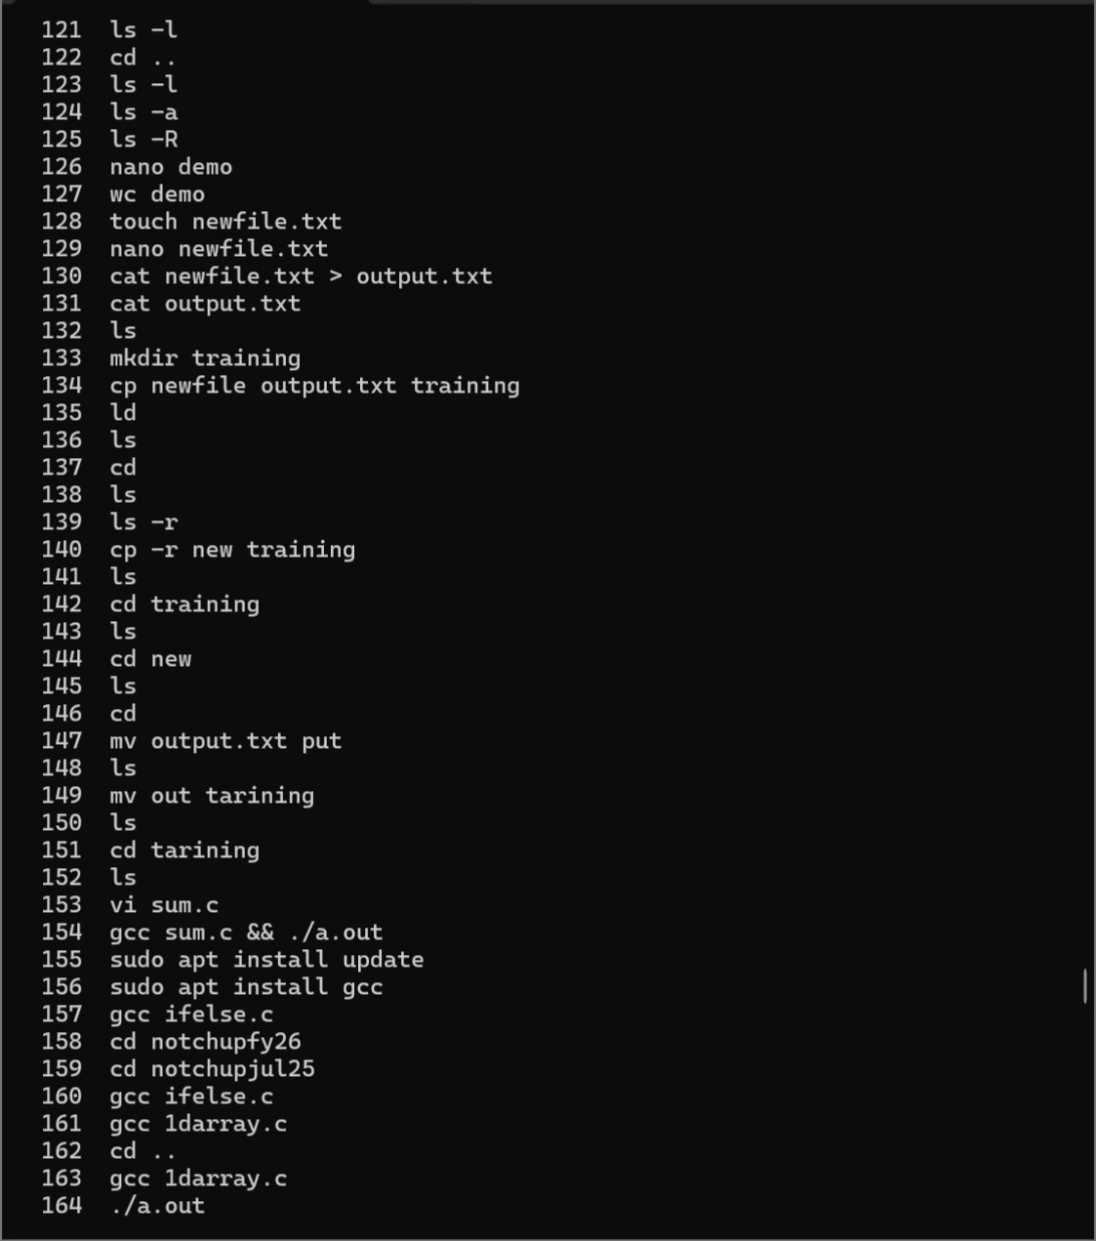 121 ls -l
122 cd ..
123 ls -l
124 ls -a
125 ls -R
126 nano demo
127 wc demo
128 touch newfile.txt
129 nano newfile.txt
130 cat newfile.txt > output.txt
131 cat output.txt
132 ls
133 mkdir training
134 cp newfile output.txt training
135 ld
136 ls
137 cd
138 ls
139 ls -r
140 cp -r new training
141 ls
142 cd training
143 ls
144 cd new
145 ls
146 cd
147 mv output.txt put
148 ls
149 mv out tarining
150 ls
151 cd tarining
152 ls
153 vi sum.c
154 gcc sum.c && ./a.out
155 sudo apt install update
156 sudo apt install gcc
157 gcc ifelse.c
158 cd notchupfy26
159 cd notchupjul25
160 gcc ifelse.c
161 gcc 1darray.c
162 cd ..
163 gcc 1darray.c
164 ./a.out